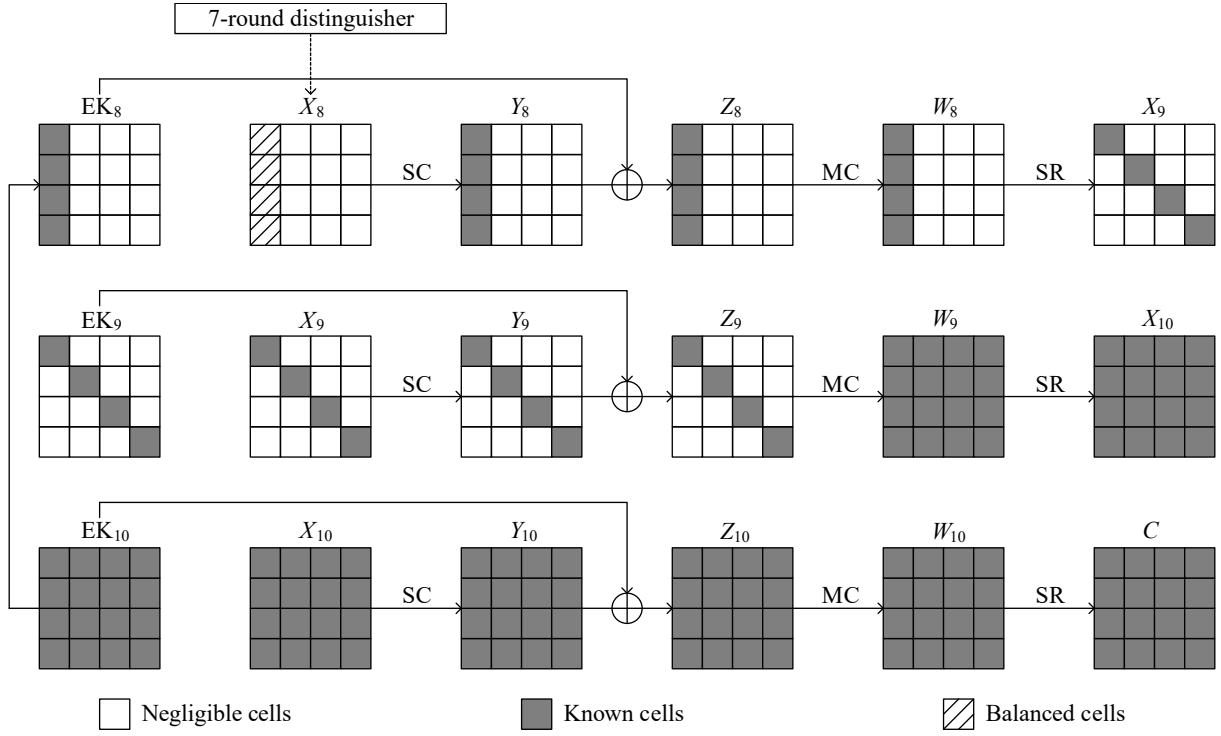 7-round distinguisher
EK₈ X₈ Y₈ Z₈ W₈ X₉
SC MC SR
EK₉ X₉ Y₉ Z₉ W₉ X₁₀
SC MC SR
EK₁₀ X₁₀ Y₁₀ Z₁₀ W₁₀ C
SC MC SR
Negligible cells Known cells Balanced cells